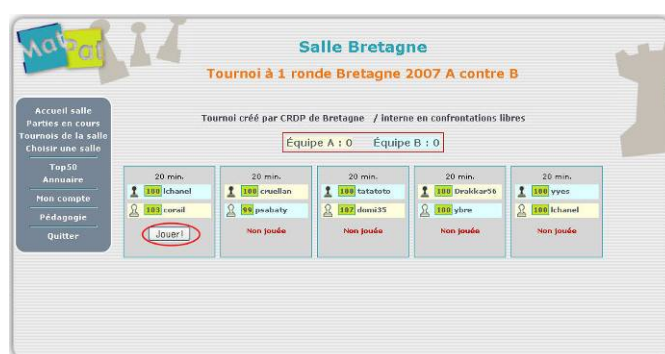 MatPat
Salle Bretagne
Tournoi à 1 ronde Bretagne 2007 A contre B
Accueil salle
Parties en cours
Tournois de la salle
Choisir une salle
Top50
Annuaire
Mon compte
Pédagogie
Quitter
Tournoi créé par CRDP de Bretagne / interne en confrontations libres
Équipe A : 0 Équipe B : 0
20 min.
100 lchanel
103 corail
Jouer!
20 min.
100 cruellan
99 psabaty
Non jouée
20 min.
100 tatatoto
107 domi35
Non jouée
20 min.
100 Drakkar56
100 ybre
Non jouée
20 min.
100 yves
100 lchanel
Non jouée